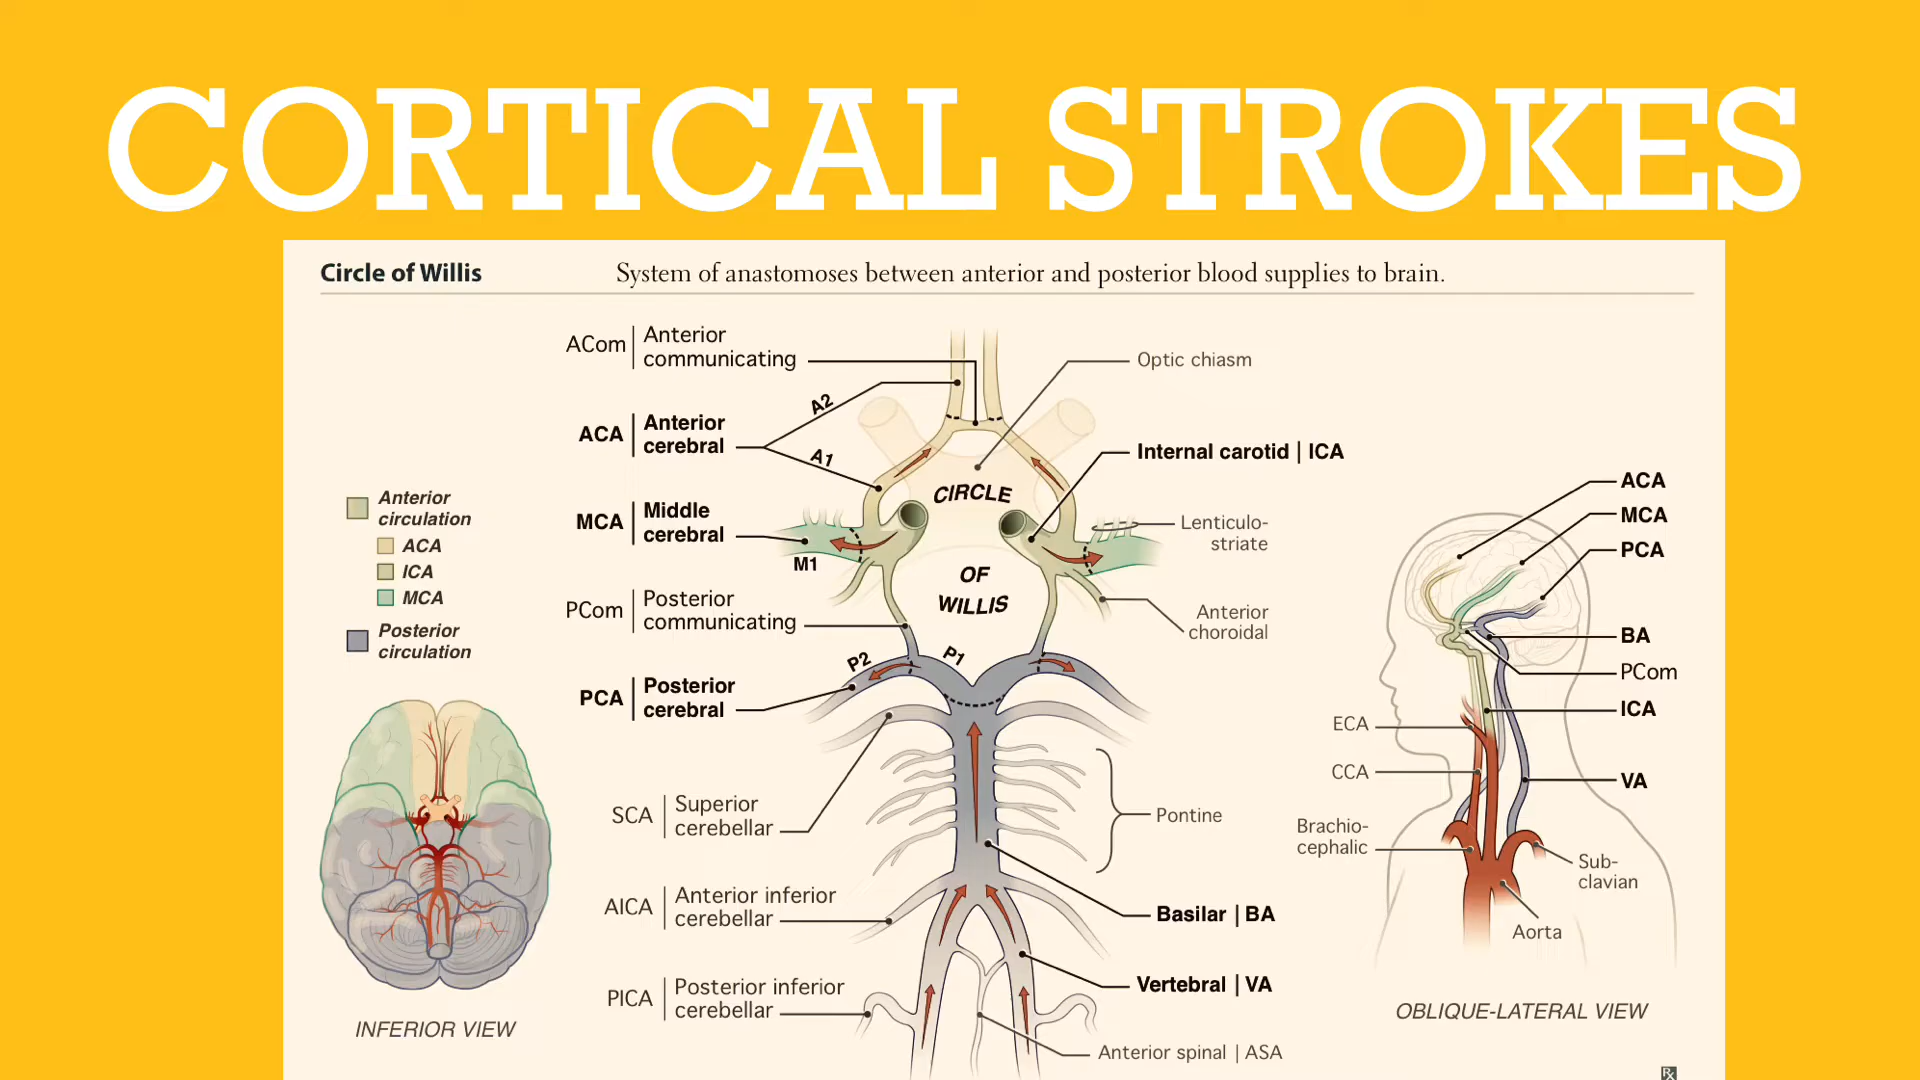 CORTICAL STROKES
Circle of Willis
System of anastomoses between anterior and posterior blood supplies to brain.
ACom
Anterior
communicating
ACA
Anterior
cerebral
A2
A1
MCA
Middle
cerebral
M1
PCom
Posterior
communicating
PCA
Posterior
cerebral
P2
P1
SCA
Superior
cerebellar
AICA
Anterior inferior
cerebellar
PICA
Posterior inferior
cerebellar
CIRCLE
OF
WILLIS
Optic chiasm
Internal carotid | ICA
Lenticulo-
striate
Anterior
choroidal
Pontine
Basilar | BA
Vertebral | VA
Anterior spinal | ASA
Anterior
circulation
ACA
ICA
MCA
Posterior
circulation
INFERIOR VIEW
ACA
MCA
PCA
BA
PCom
ICA
VA
ECA
CCA
Brachio-
cephalic
Sub-
clavian
Aorta
OBLIQUE-LATERAL VIEW
Rx